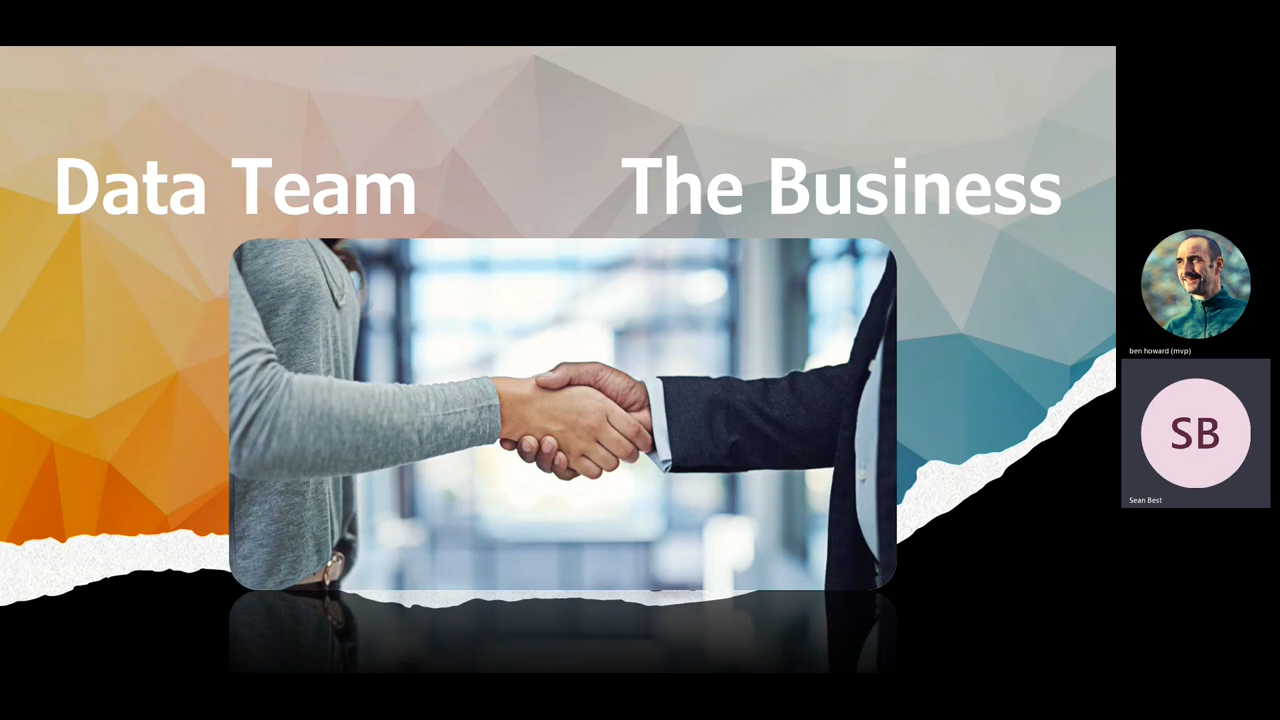 Data Team
The Business
ben howard (mvp)
SB
Sean Best